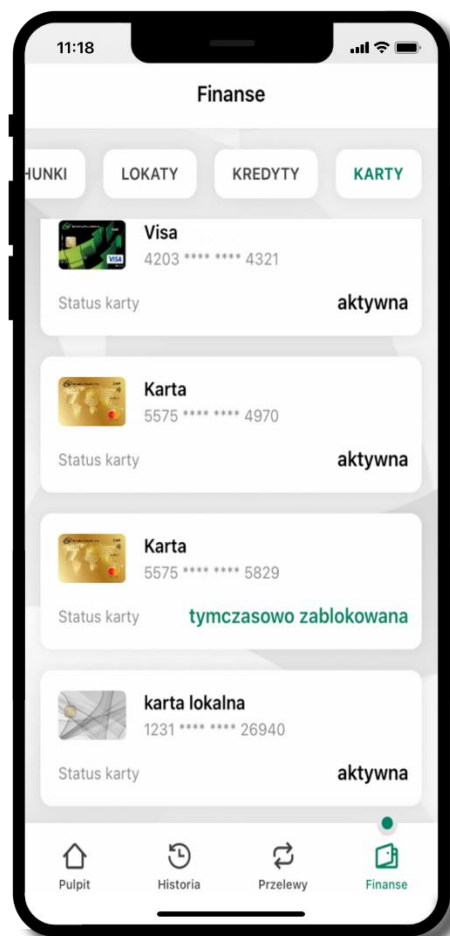 11:18
Finanse
HUNKI LOKATY KREDYTY KARTY
VISA
Visa
4203 **** **** 4321
Status karty aktywna
Karta
5575 **** **** 4970
Status karty aktywna
Karta
5575 **** **** 5829
Status karty tymczasowo zablokowana
karta lokalna
1231 **** **** 26940
Status karty aktywna
Pulpit Historia Przelewy Finanse